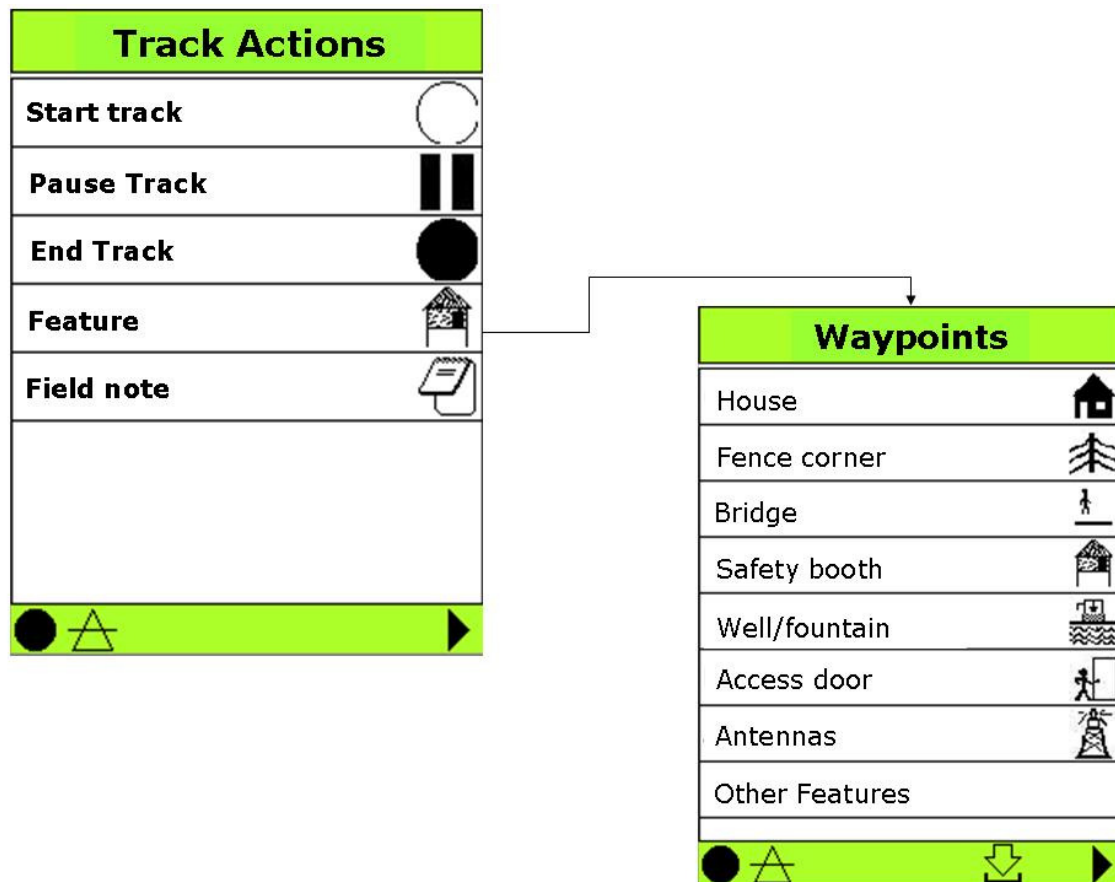 Track Actions
Start track
Pause Track
End Track
Feature
Field note
Waypoints
House
Fence corner
Bridge
Safety booth
Well/fountain
Access door
Antennas
Other Features